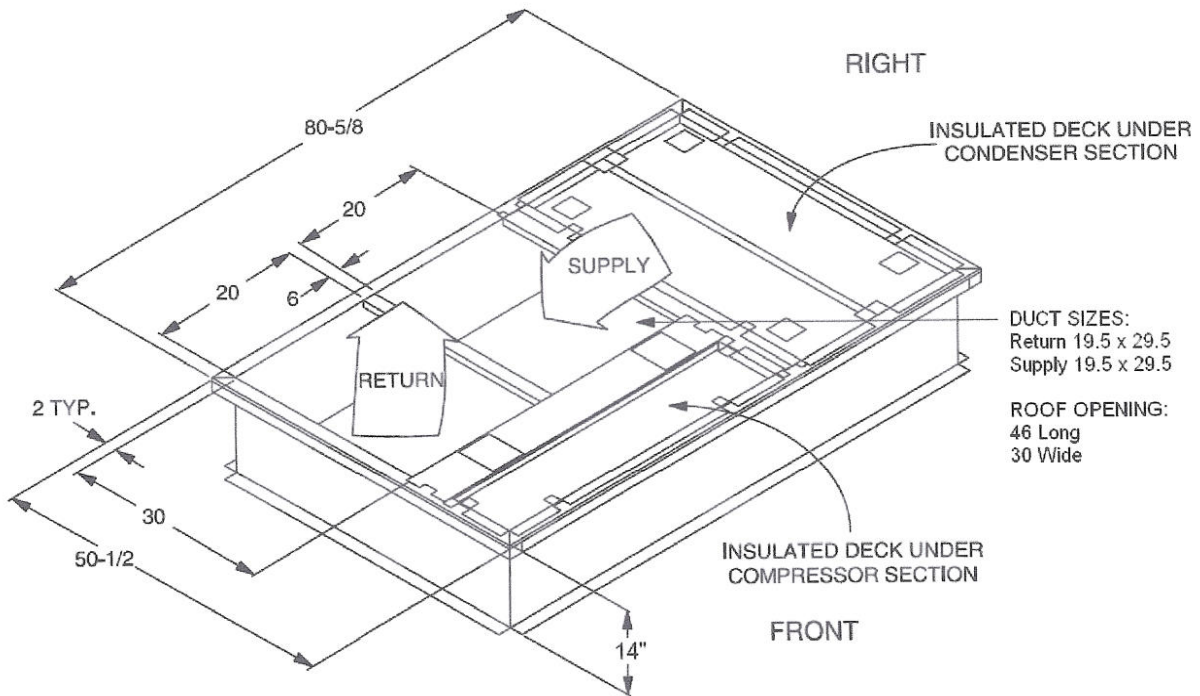 RIGHT
80-5/8
INSULATED DECK UNDER
CONDENSER SECTION
20
SUPPLY
20
6
DUCT SIZES:
Return 19.5 x 29.5
Supply 19.5 x 29.5
RETURN
2 TYP.
ROOF OPENING:
46 Long
30 Wide
30
50-1/2
INSULATED DECK UNDER
COMPRESSOR SECTION
FRONT
14"